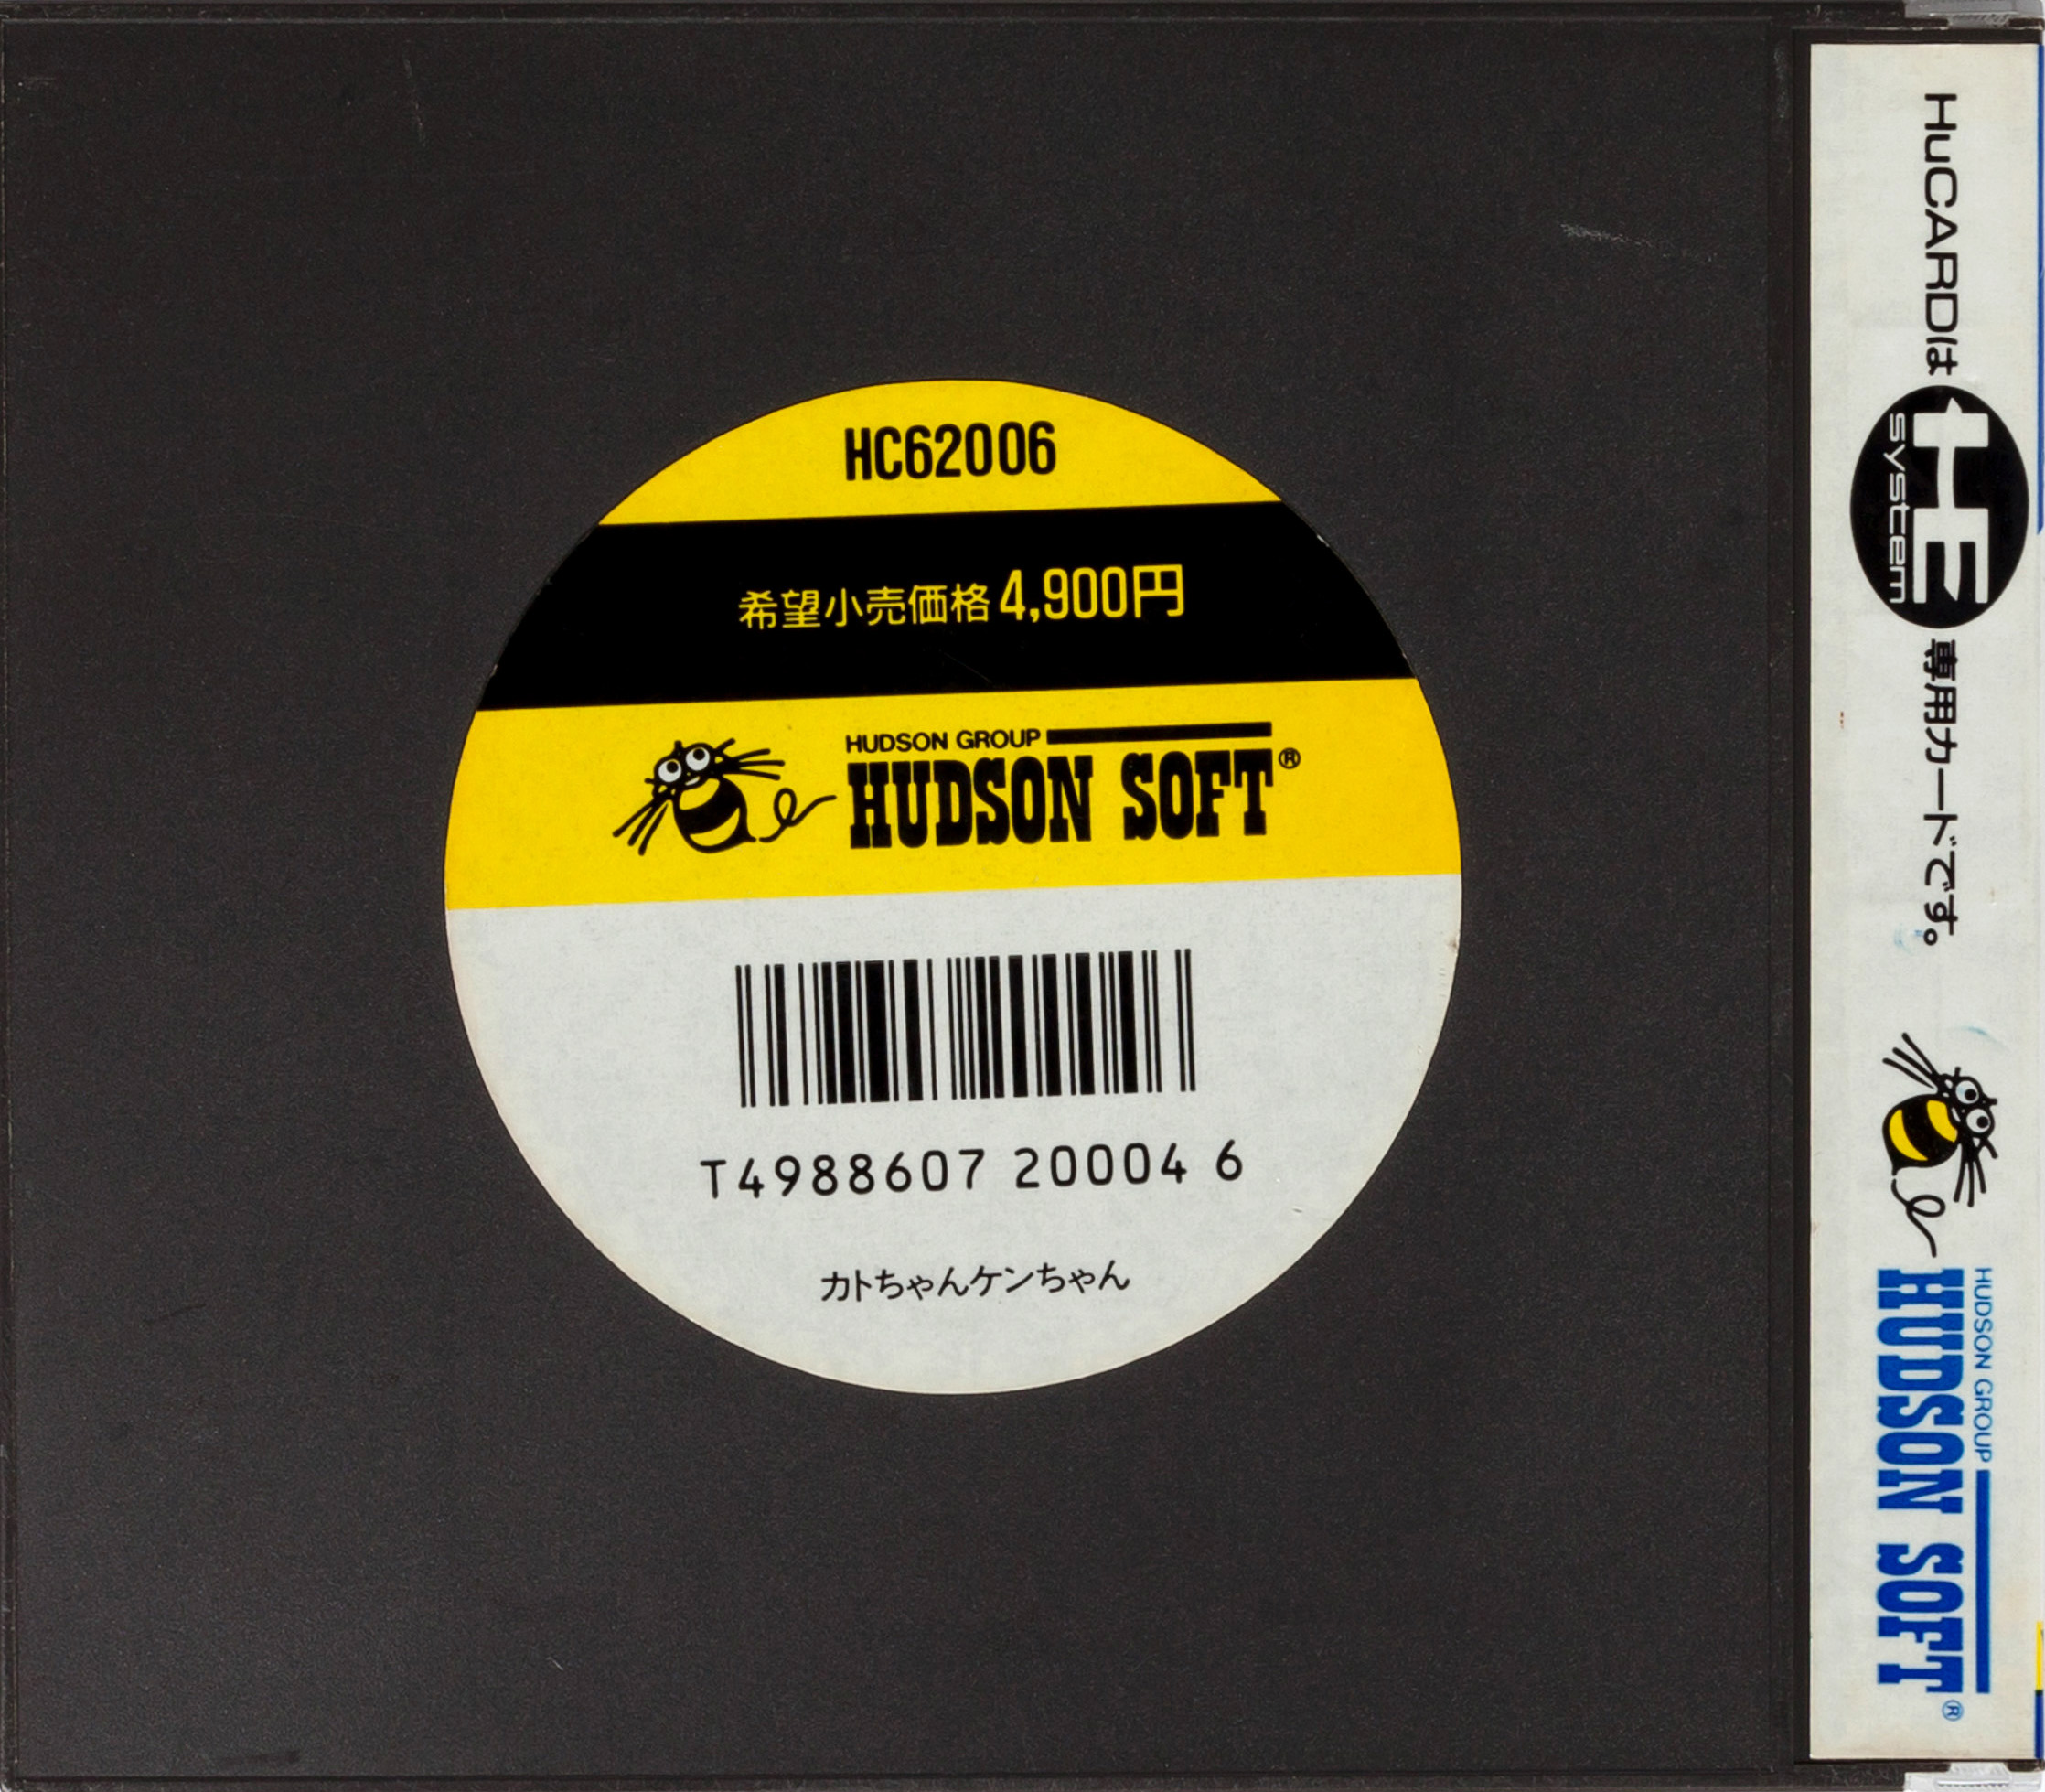 HC62006
希望小売価格4,900円
HUDSON GROUP
HUDSON SOFT®
T4988607 20004 6
カトちゃんケンちゃん
HuCARDは HE system 専用カードです。
HUDSON GROUP
HUDSON SOFT®